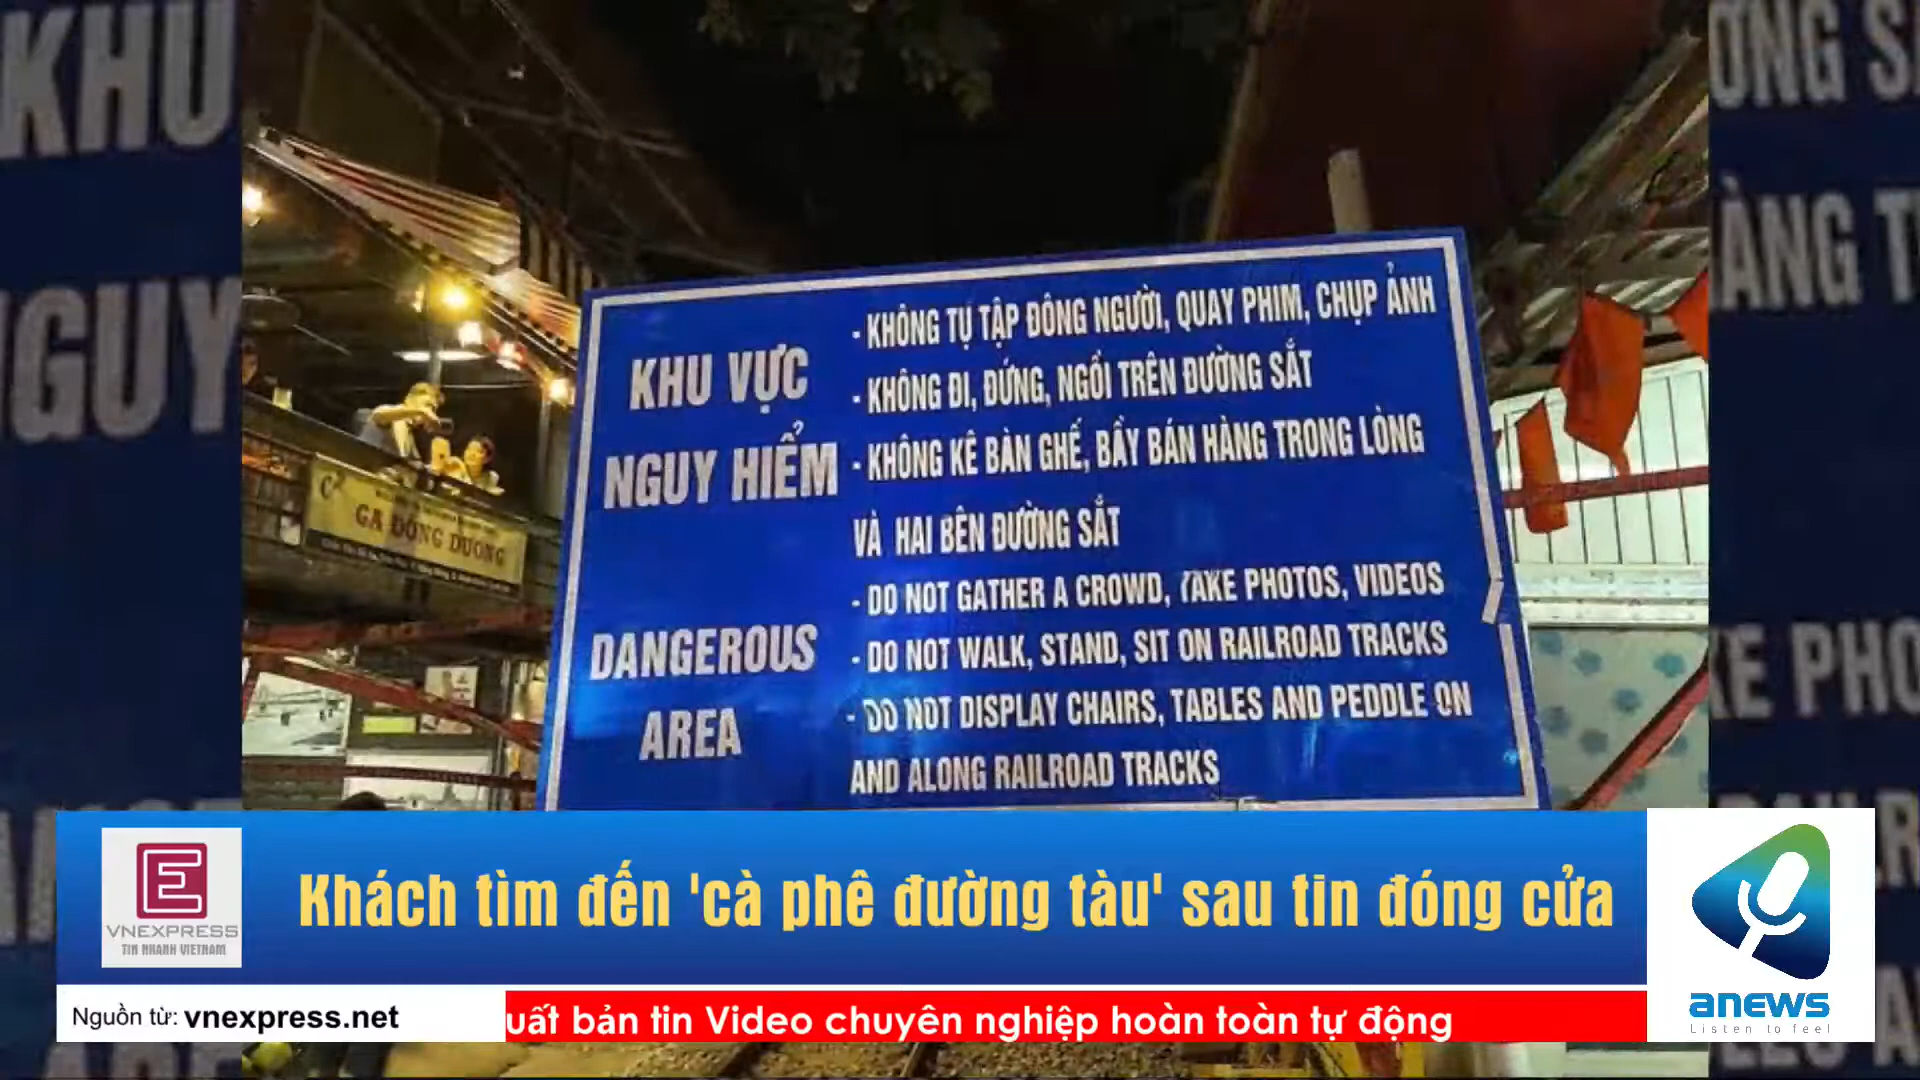 KHU VỰC
NGUY HIỂM
- KHÔNG TỤ TẬP ĐÔNG NGƯỜI, QUAY PHIM, CHỤP ẢNH
- KHÔNG ĐI, ĐỨNG, NGỒI TRÊN ĐƯỜNG SẮT
- KHÔNG KÊ BÀN GHẾ, BẦY BÁN HÀNG TRONG LÒNG
VÀ HAI BÊN ĐƯỜNG SẮT
DANGEROUS
AREA
- DO NOT GATHER A CROWD, TAKE PHOTOS, VIDEOS
- DO NOT WALK, STAND, SIT ON RAILROAD TRACKS
- DO NOT DISPLAY CHAIRS, TABLES AND PEDDLE ON
AND ALONG RAILROAD TRACKS
GA ĐÔNG DƯƠNG
E
VNEXPRESS
TIN NHANH VIETNAM
Khách tìm đến 'cà phê đường tàu' sau tin đóng cửa
Nguồn từ: vnexpress.net
uất bản tin Video chuyên nghiệp hoàn toàn tự động
anews
Listen to feel